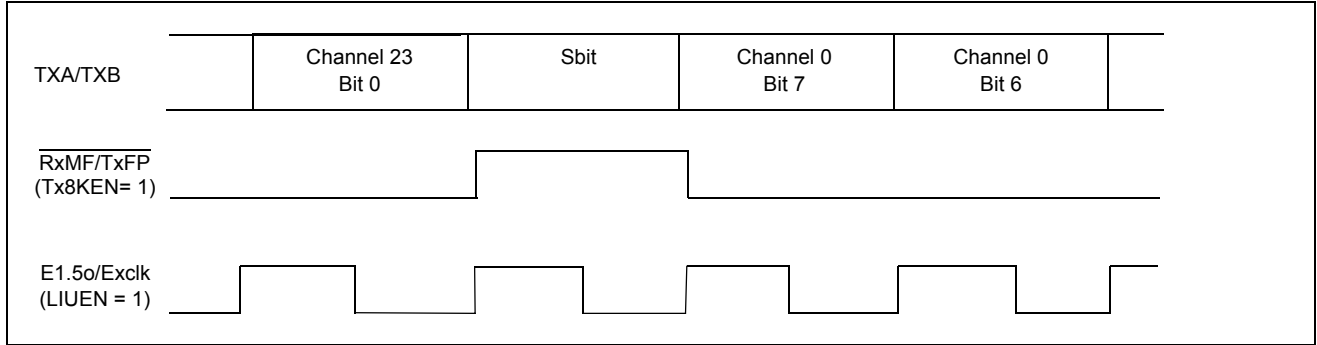 TXA/TXB
Channel 23
Bit 0
Sbit
Channel 0
Bit 7
Channel 0
Bit 6
RxMF/TxFP
(Tx8KEN= 1)
E1.5o/Exclk
(LIUEN = 1)